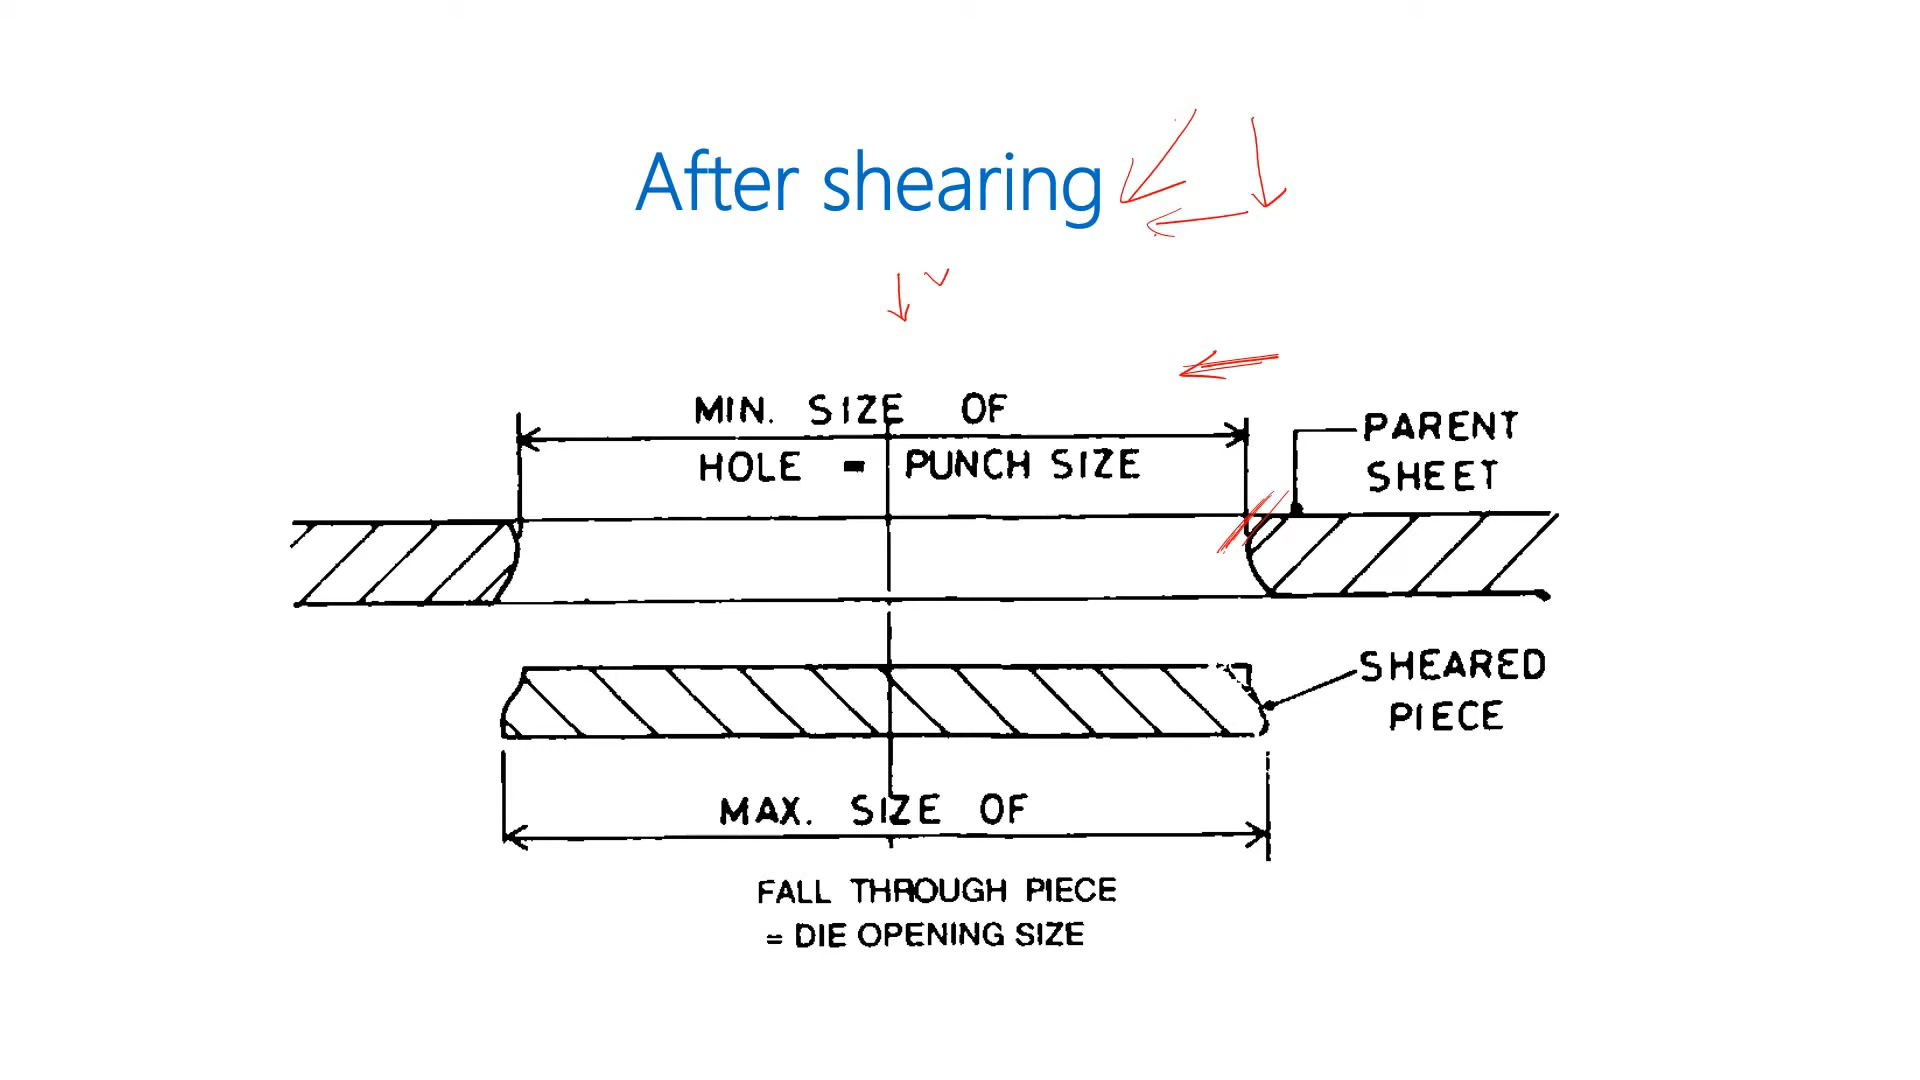 After shearing
MIN. SIZE OF
HOLE = PUNCH SIZE
PARENT
SHEET
SHEARED
PIECE
MAX. SIZE OF
FALL THROUGH PIECE
= DIE OPENING SIZE